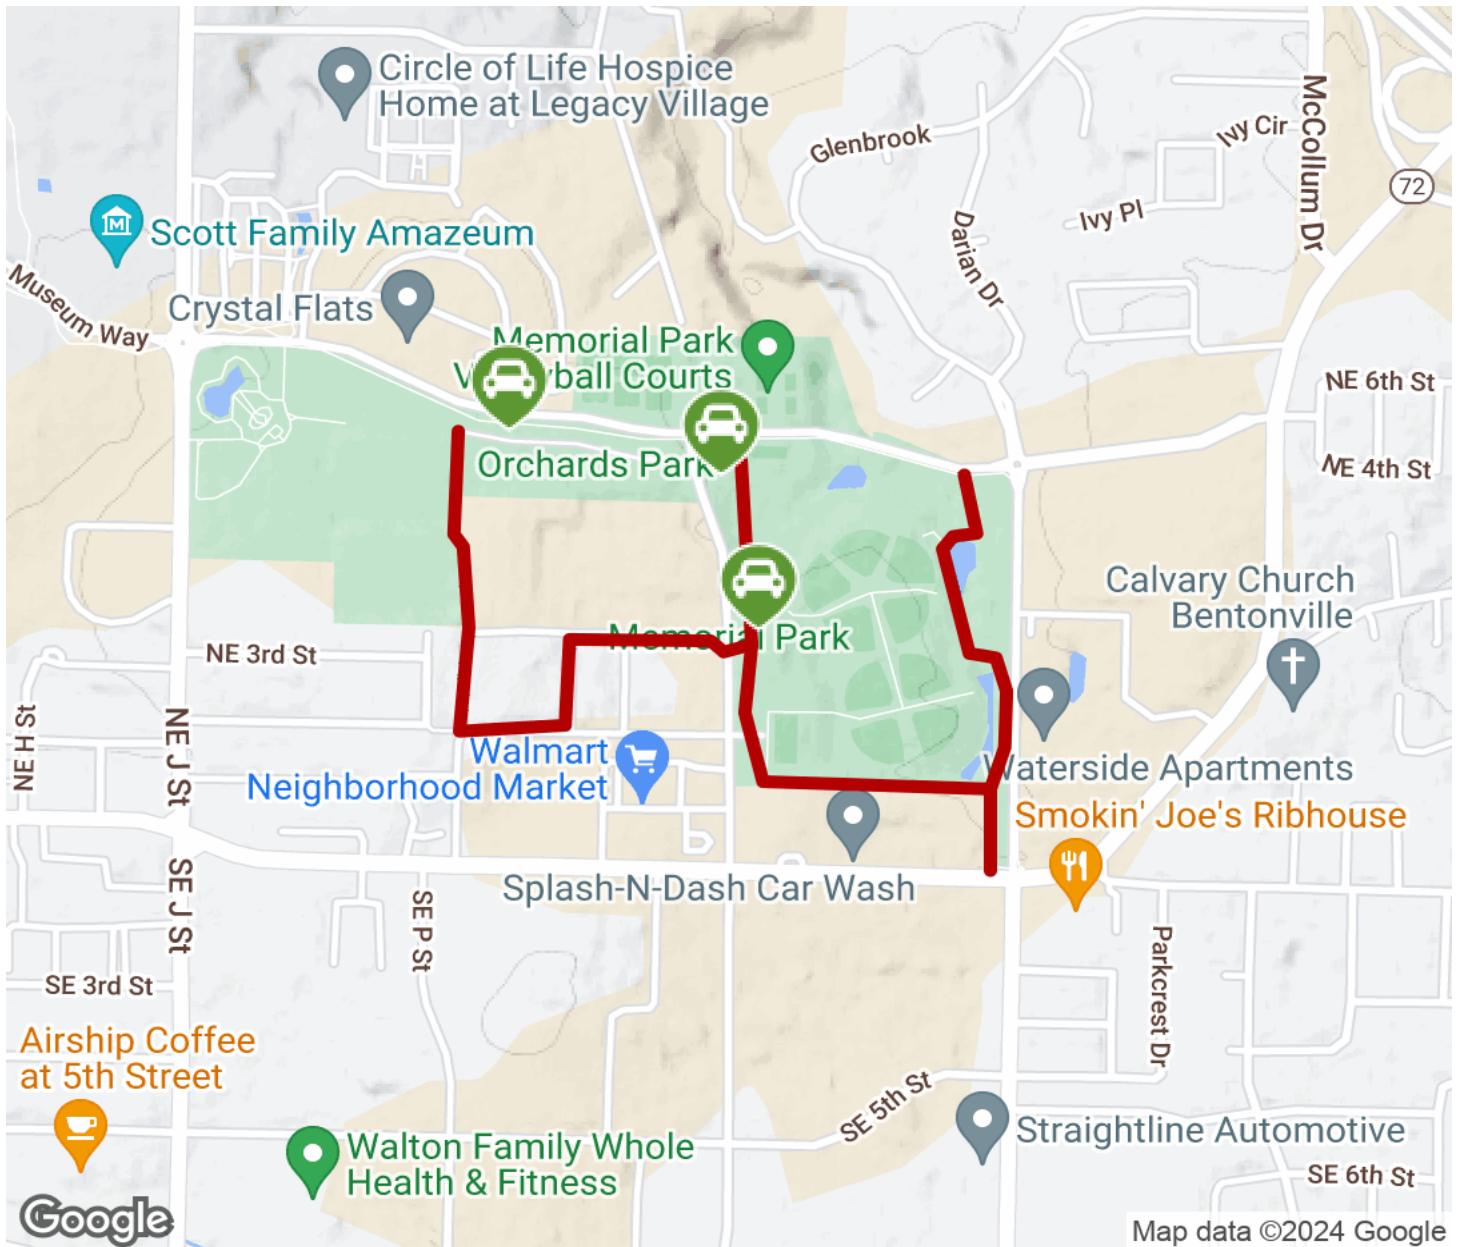 Circle of Life Hospice
Home at Legacy Village
McCollum Dr
Glenbrook
Ivy Cir
72
Ivy Pl
Darian Dr
M
Scott Family Amazeum
Museum Way
Crystal Flats
Memorial Park
Courts
NE 6th St
Orchards Park
NE 4th St
Calvary Church
Bentonville
Memorial Park
NE 3rd St
NE H St
NE J St
Walmart
Neighborhood Market
Waterside Apartments
Smokin' Joe's Ribhouse
SE J St
Splash-N-Dash Car Wash
SE P St
Parkcrest Dr
SE 3rd St
Airship Coffee
at 5th Street
SE 5th St
Straightline Automotive
Walton Family Whole
Health & Fitness
SE 6th St
Google
Map data ©2024 Google